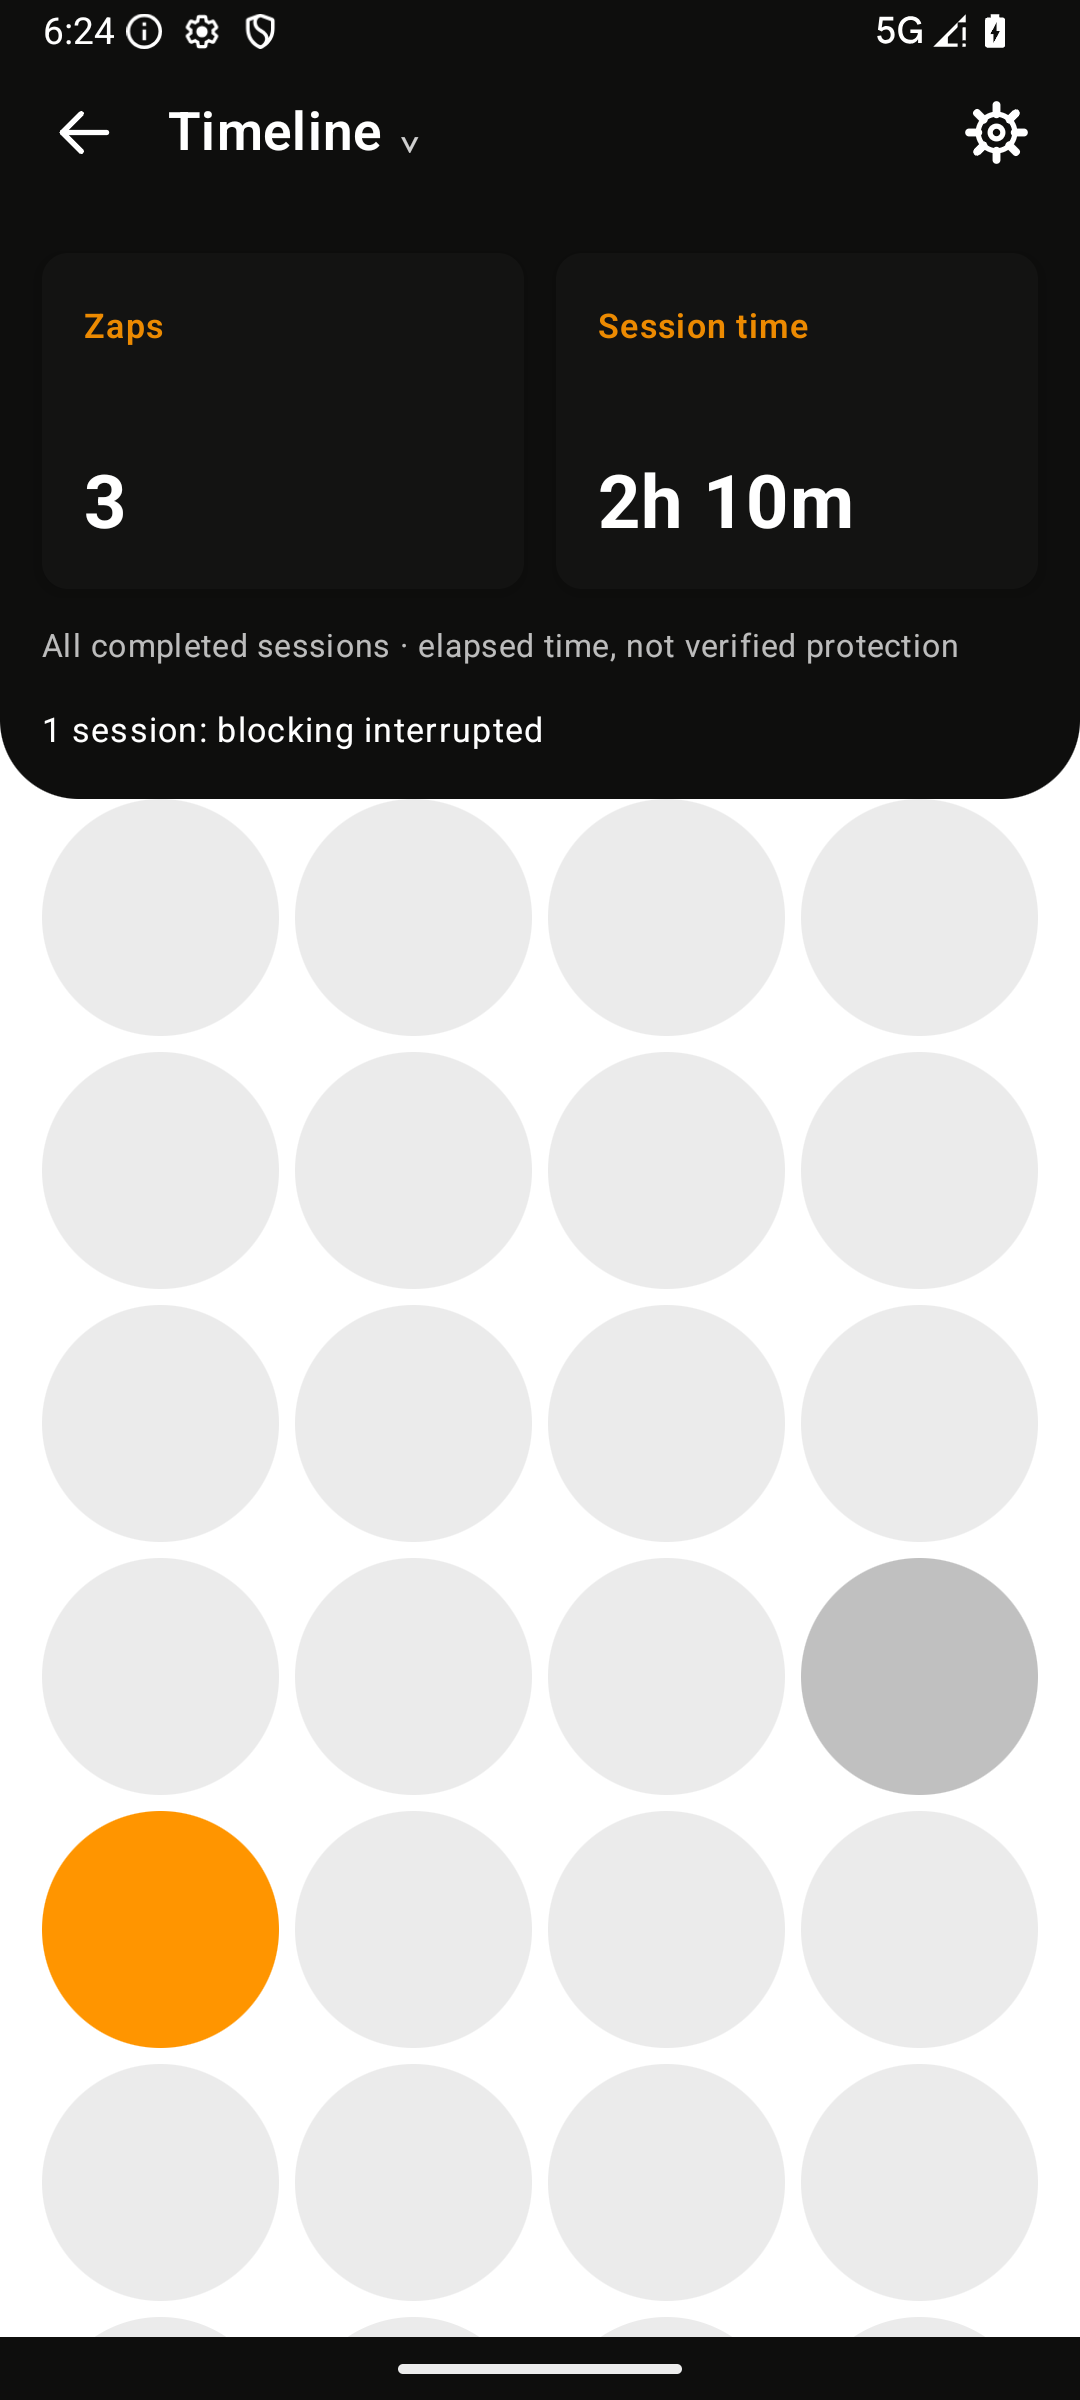 6:24
5G
Timeline
Zaps
3
Session time
2h 10m
All completed sessions · elapsed time, not verified protection
1 session: blocking interrupted